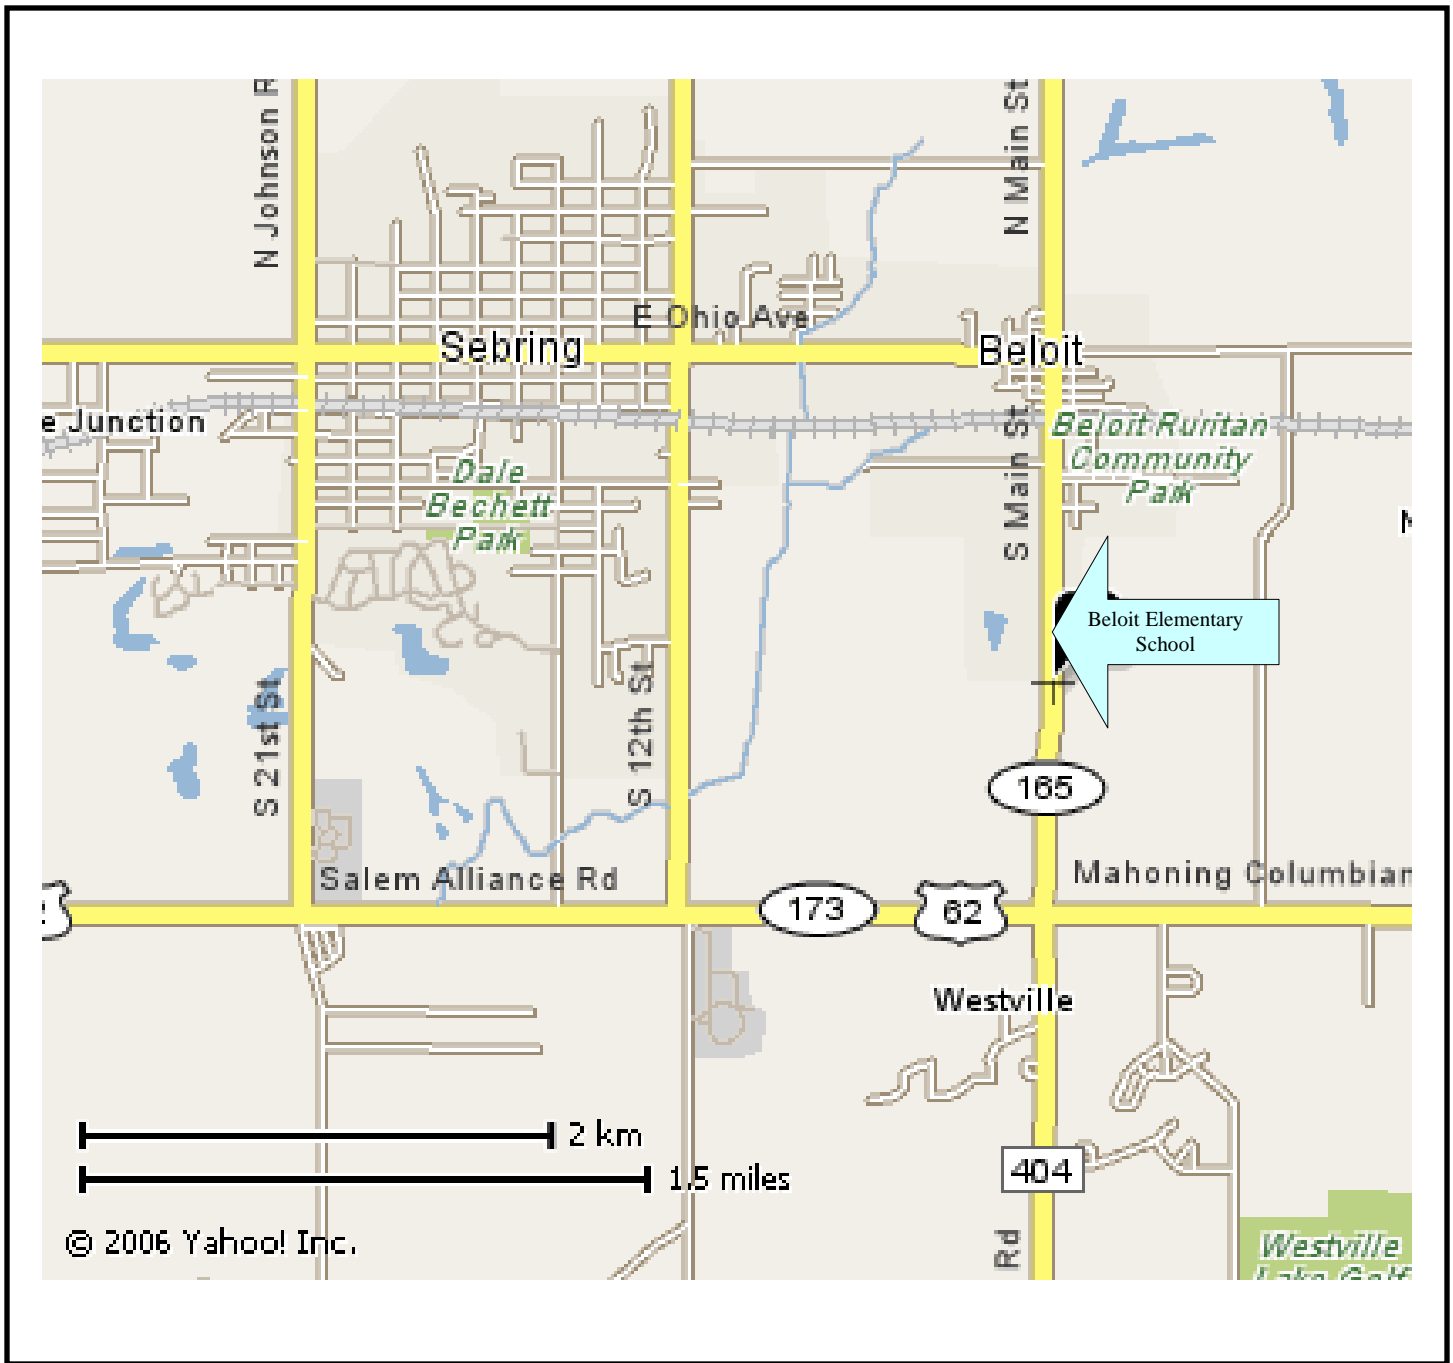 N Johnson R
N Main St
E Ohio Ave
Sebring
Beloit
e Junction
S Main St
Beloit Ruritan
Community
Park
Dale
Bechett
Park
N
Beloit Elementary
School
S 21st St
S 12th St
165
Salem Alliance Rd
Mahoning Columbian
173
62
Westville
2 km
1.5 miles
404
© 2006 Yahoo! Inc.
Rd
Westville
Lake Golf